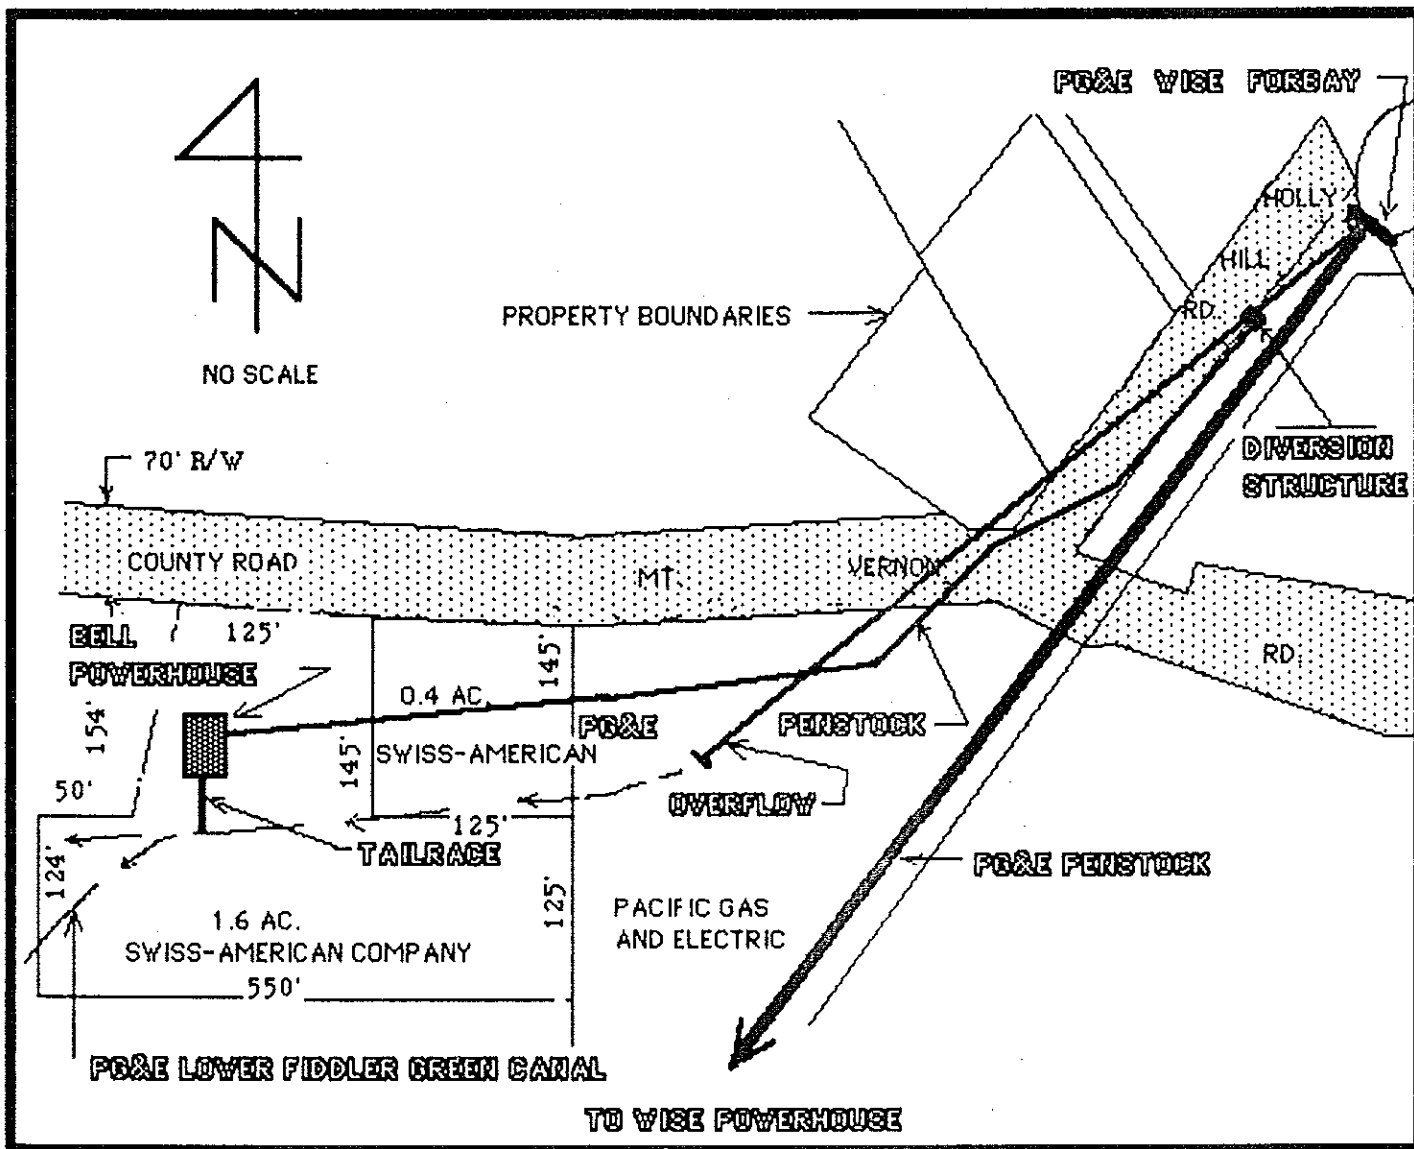 PG&E WISE FORBAY
HOLLY
HILL
RD.
PROPERTY BOUNDARIES
N
NO SCALE
DIVERSION
STRUCTURE
70' R/W
COUNTY ROAD
MT.
VERNON
RD.
BELL
POWERHOUSE
125'
145'
154'
0.4 AC.
PG&E
PENSTOCK
SWISS-AMERICAN
145'
50'
OVERFLOW
125'
TAILRACE
124'
PG&E PENSTOCK
125'
1.6 AC.
SWISS-AMERICAN COMPANY
PACIFIC GAS
AND ELECTRIC
550'
PG&E LOWER FIDDLER GREEN CANAL
TO WISE POWERHOUSE